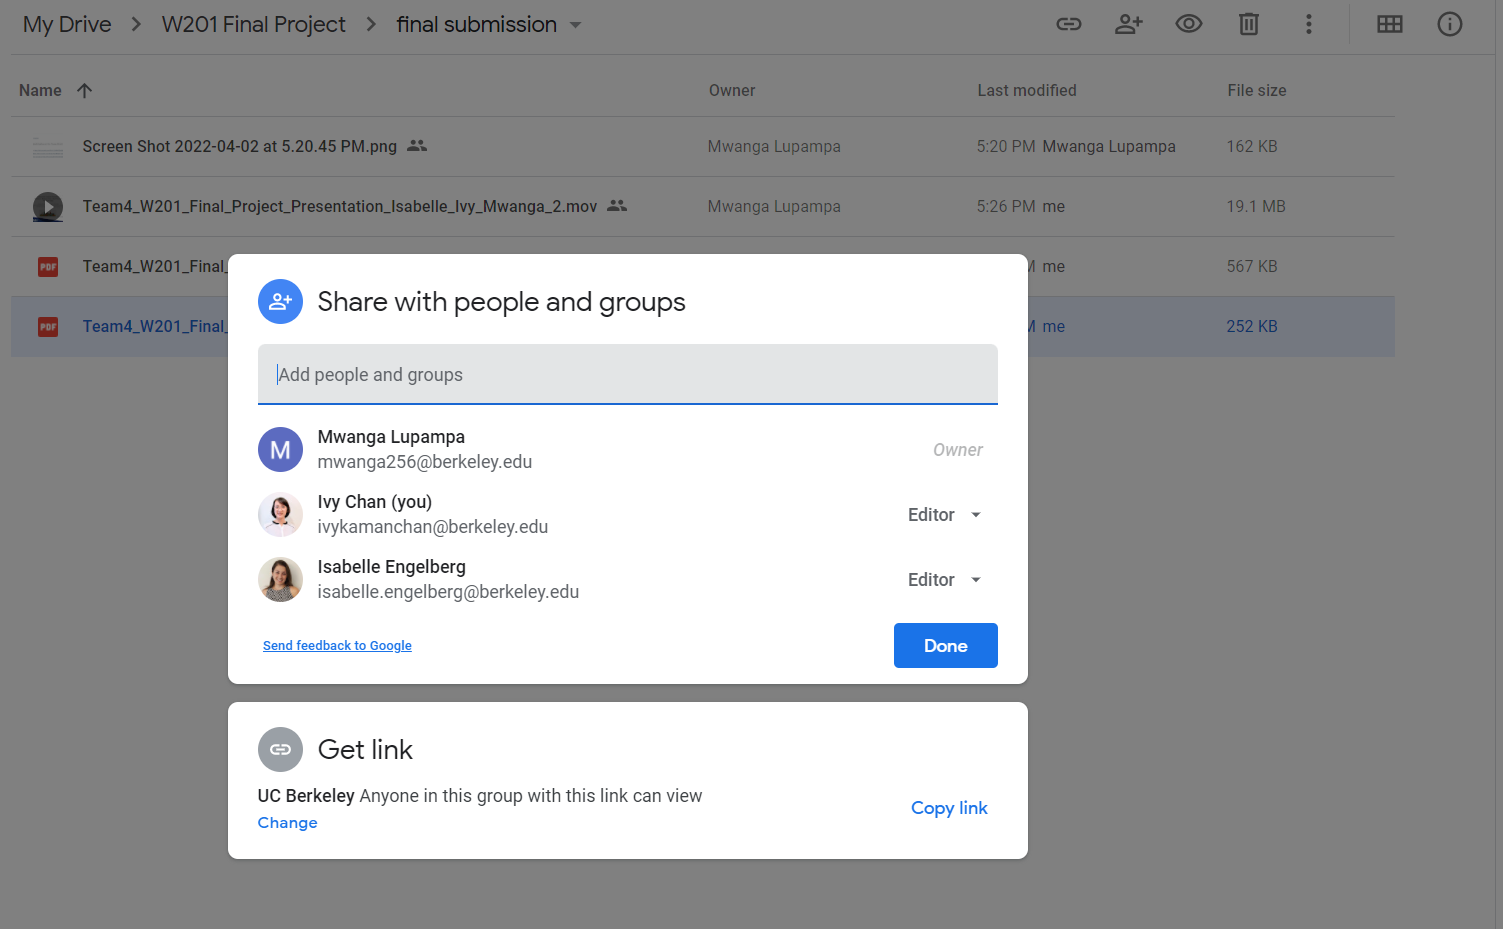 My Drive > W201 Final Project > final submission
Name Owner Last modified File size
Screen Shot 2022-04-02 at 5.20.45 PM.png Mwanga Lupampa 5:20 PM Mwanga Lupampa 162 KB
Team4_W201_Final_Project_Presentation_Isabelle_Ivy_Mwanga_2.mov Mwanga Lupampa 5:26 PM me 19.1 MB
PDF Team4_W201_Final_ M me 567 KB
PDF Team4_W201_Final_ M me 252 KB
Share with people and groups
Add people and groups
M
Mwanga Lupampa
mwanga256@berkeley.edu
Owner
Ivy Chan (you)
ivykamanchan@berkeley.edu
Editor
Isabelle Engelberg
isabelle.engelberg@berkeley.edu
Editor
Send feedback to Google
Done
Get link
UC Berkeley Anyone in this group with this link can view
Change
Copy link